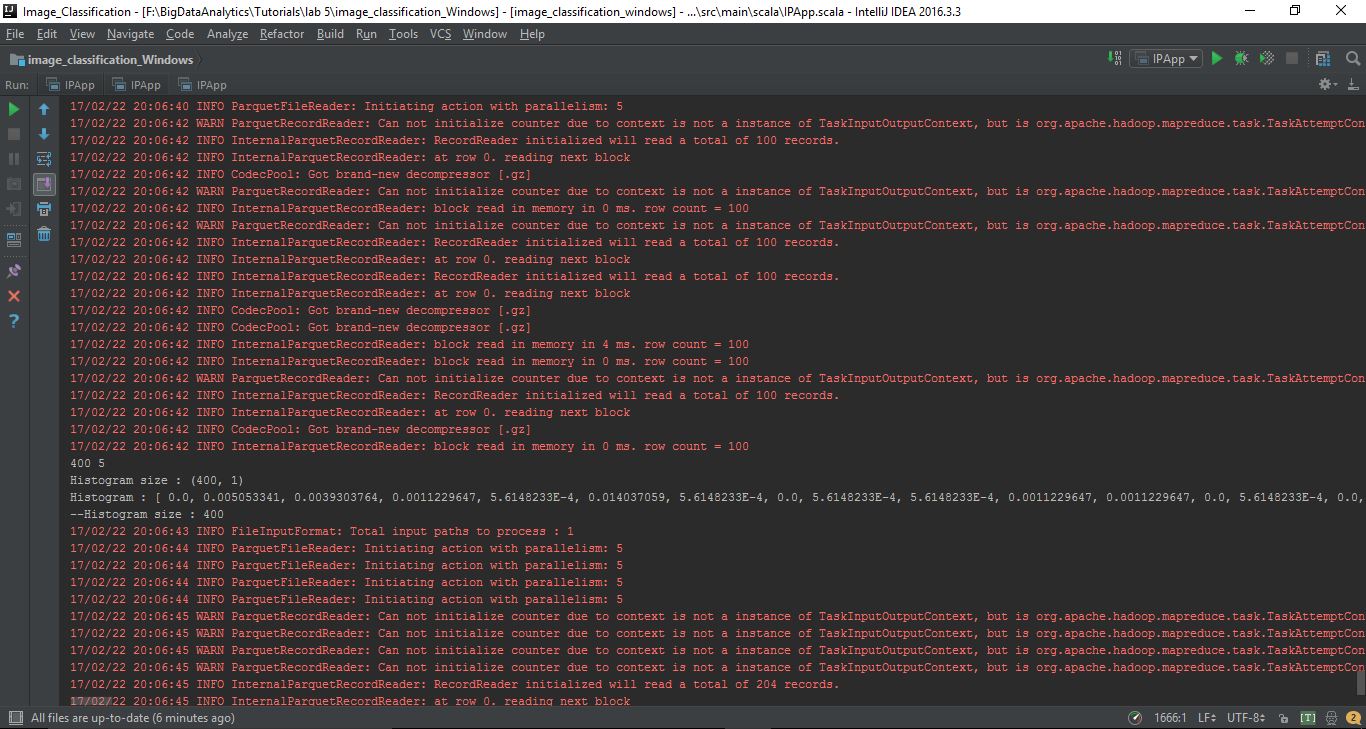 Image_Classification - [F:\BigDataAnalytics\Tutorials\lab 5\image_classification_Windows] - [image_classification_windows] - ...\src\main\scala\IPApp.scala - IntelliJ IDEA 2016.3.3
File Edit View Navigate Code Analyze Refactor Build Run Tools VCS Window Help
image_classification_Windows IPApp
Run: IPApp IPApp IPApp
17/02/22 20:06:40 INFO ParquetFileReader: Initiating action with parallelism: 5
17/02/22 20:06:42 WARN ParquetRecordReader: Can not initialize counter due to context is not a instance of TaskInputOutputContext, but is org.apache.hadoop.mapreduce.task.TaskAttemptCon
17/02/22 20:06:42 INFO InternalParquetRecordReader: RecordReader initialized will read a total of 100 records.
17/02/22 20:06:42 INFO InternalParquetRecordReader: at row 0. reading next block
17/02/22 20:06:42 INFO CodecPool: Got brand-new decompressor [.gz]
17/02/22 20:06:42 WARN ParquetRecordReader: Can not initialize counter due to context is not a instance of TaskInputOutputContext, but is org.apache.hadoop.mapreduce.task.TaskAttemptCon
17/02/22 20:06:42 INFO InternalParquetRecordReader: block read in memory in 0 ms. row count = 100
17/02/22 20:06:42 WARN ParquetRecordReader: Can not initialize counter due to context is not a instance of TaskInputOutputContext, but is org.apache.hadoop.mapreduce.task.TaskAttemptCon
17/02/22 20:06:42 INFO InternalParquetRecordReader: RecordReader initialized will read a total of 100 records.
17/02/22 20:06:42 INFO InternalParquetRecordReader: at row 0. reading next block
17/02/22 20:06:42 INFO InternalParquetRecordReader: RecordReader initialized will read a total of 100 records.
17/02/22 20:06:42 INFO InternalParquetRecordReader: at row 0. reading next block
17/02/22 20:06:42 INFO CodecPool: Got brand-new decompressor [.gz]
17/02/22 20:06:42 INFO CodecPool: Got brand-new decompressor [.gz]
17/02/22 20:06:42 INFO InternalParquetRecordReader: block read in memory in 4 ms. row count = 100
17/02/22 20:06:42 INFO InternalParquetRecordReader: block read in memory in 0 ms. row count = 100
17/02/22 20:06:42 WARN ParquetRecordReader: Can not initialize counter due to context is not a instance of TaskInputOutputContext, but is org.apache.hadoop.mapreduce.task.TaskAttemptCon
17/02/22 20:06:42 INFO InternalParquetRecordReader: RecordReader initialized will read a total of 100 records.
17/02/22 20:06:42 INFO InternalParquetRecordReader: at row 0. reading next block
17/02/22 20:06:42 INFO CodecPool: Got brand-new decompressor [.gz]
17/02/22 20:06:42 INFO InternalParquetRecordReader: block read in memory in 0 ms. row count = 100
400 5
Histogram size : (400, 1)
Histogram : [ 0.0, 0.005053341, 0.0039303764, 0.0011229647, 5.6148233E-4, 0.014037059, 5.6148233E-4, 0.0, 5.6148233E-4, 5.6148233E-4, 0.0011229647, 0.0011229647, 0.0, 5.6148233E-4, 0.0,
--Histogram size : 400
17/02/22 20:06:43 INFO FileInputFormat: Total input paths to process : 1
17/02/22 20:06:44 INFO ParquetFileReader: Initiating action with parallelism: 5
17/02/22 20:06:44 INFO ParquetFileReader: Initiating action with parallelism: 5
17/02/22 20:06:44 INFO ParquetFileReader: Initiating action with parallelism: 5
17/02/22 20:06:44 INFO ParquetFileReader: Initiating action with parallelism: 5
17/02/22 20:06:45 WARN ParquetRecordReader: Can not initialize counter due to context is not a instance of TaskInputOutputContext, but is org.apache.hadoop.mapreduce.task.TaskAttemptCon
17/02/22 20:06:45 WARN ParquetRecordReader: Can not initialize counter due to context is not a instance of TaskInputOutputContext, but is org.apache.hadoop.mapreduce.task.TaskAttemptCon
17/02/22 20:06:45 WARN ParquetRecordReader: Can not initialize counter due to context is not a instance of TaskInputOutputContext, but is org.apache.hadoop.mapreduce.task.TaskAttemptCon
17/02/22 20:06:45 WARN ParquetRecordReader: Can not initialize counter due to context is not a instance of TaskInputOutputContext, but is org.apache.hadoop.mapreduce.task.TaskAttemptCon
17/02/22 20:06:45 INFO InternalParquetRecordReader: RecordReader initialized will read a total of 204 records.
17/02/22 20:06:45 INFO InternalParquetRecordReader: at row 0. reading next block
All files are up-to-date (6 minutes ago) 1666:1 LF UTF-8 [T] 2